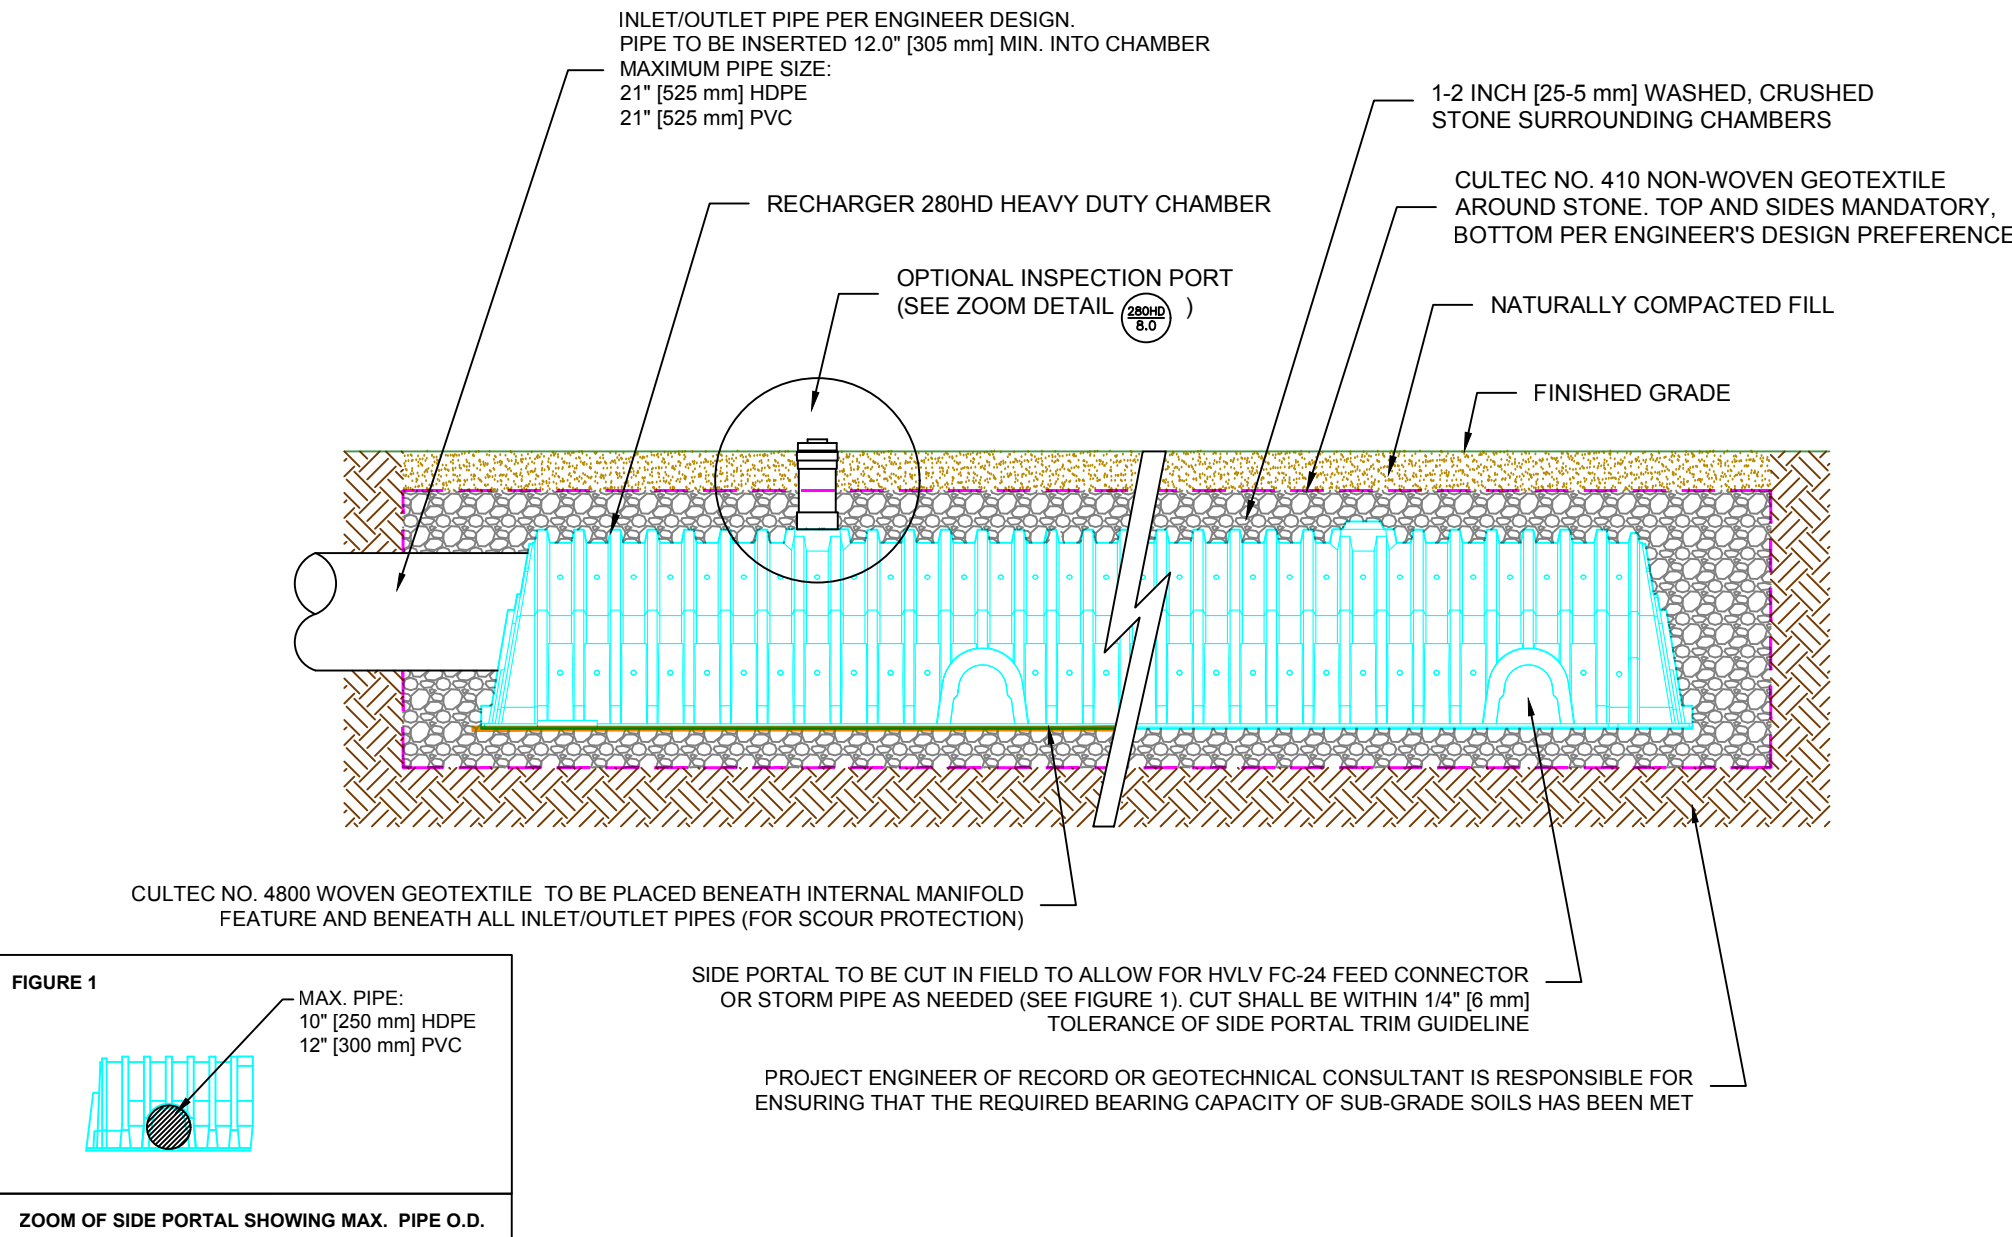 INLET/OUTLET PIPE PER ENGINEER DESIGN.
PIPE TO BE INSERTED 12.0" [305 mm] MIN. INTO CHAMBER
MAXIMUM PIPE SIZE:
21" [525 mm] HDPE
21" [525 mm] PVC
1-2 INCH [25-5 mm] WASHED, CRUSHED
STONE SURROUNDING CHAMBERS
CULTEC NO. 410 NON-WOVEN GEOTEXTILE
AROUND STONE. TOP AND SIDES MANDATORY,
BOTTOM PER ENGINEER'S DESIGN PREFERENCE
RECHARGER 280HD HEAVY DUTY CHAMBER
OPTIONAL INSPECTION PORT
(SEE ZOOM DETAIL 280HD 8.0 )
NATURALLY COMPACTED FILL
FINISHED GRADE
CULTEC NO. 4800 WOVEN GEOTEXTILE TO BE PLACED BENEATH INTERNAL MANIFOLD
FEATURE AND BENEATH ALL INLET/OUTLET PIPES (FOR SCOUR PROTECTION)
SIDE PORTAL TO BE CUT IN FIELD TO ALLOW FOR HVLV FC-24 FEED CONNECTOR
OR STORM PIPE AS NEEDED (SEE FIGURE 1). CUT SHALL BE WITHIN 1/4" [6 mm]
TOLERANCE OF SIDE PORTAL TRIM GUIDELINE
PROJECT ENGINEER OF RECORD OR GEOTECHNICAL CONSULTANT IS RESPONSIBLE FOR
ENSURING THAT THE REQUIRED BEARING CAPACITY OF SUB-GRADE SOILS HAS BEEN MET
FIGURE 1
MAX. PIPE:
10" [250 mm] HDPE
12" [300 mm] PVC
ZOOM OF SIDE PORTAL SHOWING MAX. PIPE O.D.